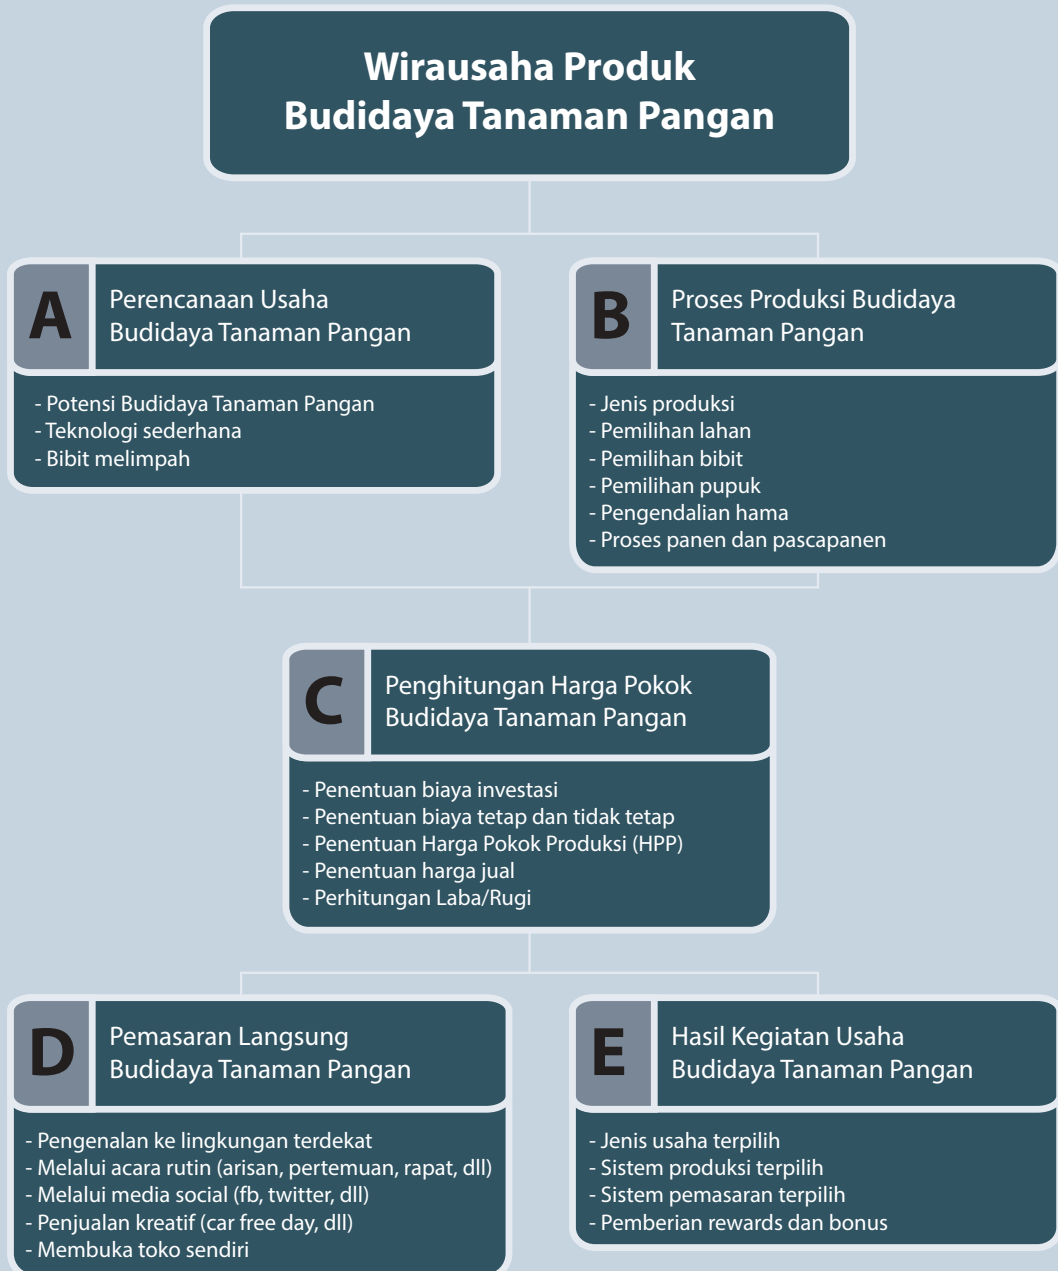 Wirausaha Produk
Budidaya Tanaman Pangan
A
Perencanaan Usaha
Budidaya Tanaman Pangan
- Potensi Budidaya Tanaman Pangan
- Teknologi sederhana
- Bibit melimpah
B
Proses Produksi Budidaya
Tanaman Pangan
- Jenis produksi
- Pemilihan lahan
- Pemilihan bibit
- Pemilihan pupuk
- Pengendalian hama
- Proses panen dan pascapanen
C
Penghitungan Harga Pokok
Budidaya Tanaman Pangan
- Penentuan biaya investasi
- Penentuan biaya tetap dan tidak tetap
- Penentuan Harga Pokok Produksi (HPP)
- Penentuan harga jual
- Perhitungan Laba/Rugi
D
Pemasaran Langsung
Budidaya Tanaman Pangan
- Pengenalan ke lingkungan terdekat
- Melalui acara rutin (arisan, pertemuan, rapat, dll)
- Melalui media social (fb, twitter, dll)
- Penjualan kreatif (car free day, dll)
- Membuka toko sendiri
E
Hasil Kegiatan Usaha
Budidaya Tanaman Pangan
- Jenis usaha terpilih
- Sistem produksi terpilih
- Sistem pemasaran terpilih
- Pemberian rewards dan bonus